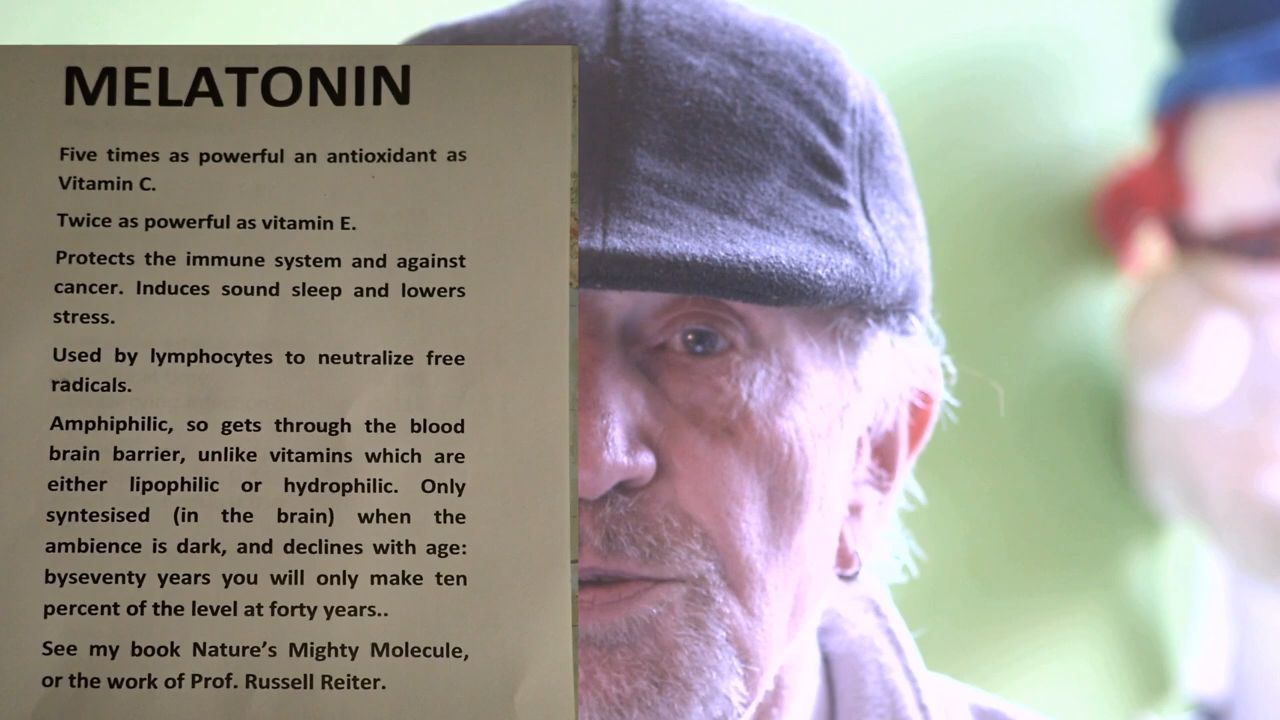 MELATONIN
Five times as powerful an antioxidant as
Vitamin C.
Twice as powerful as vitamin E.
Protects the immune system and against
cancer. Induces sound sleep and lowers
stress.
Used by lymphocytes to neutralize free
radicals.
Amphiphilic, so gets through the blood
brain barrier, unlike vitamins which are
either lipophilic or hydrophilic. Only
syntesised (in the brain) when the
ambience is dark, and declines with age:
byseventy years you will only make ten
percent of the level at forty years..
See my book Nature's Mighty Molecule,
or the work of Prof. Russell Reiter.